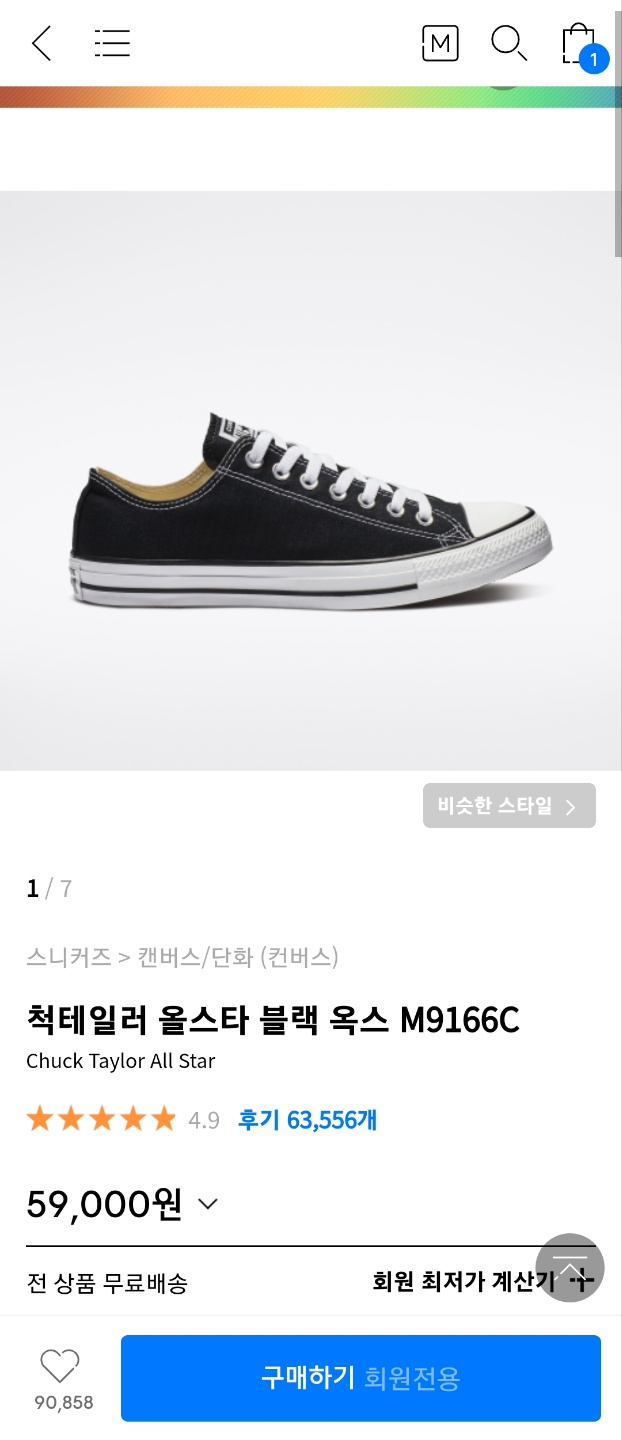 M
1
비슷한 스타일
1 / 7
스니커즈 > 캔버스/단화 (컨버스)
척테일러 올스타 블랙 옥스 M9166C
Chuck Taylor All Star
4.9 후기 63,556개
59,000원
전 상품 무료배송 회원 최저가 계산기
90,858
구매하기 회원전용